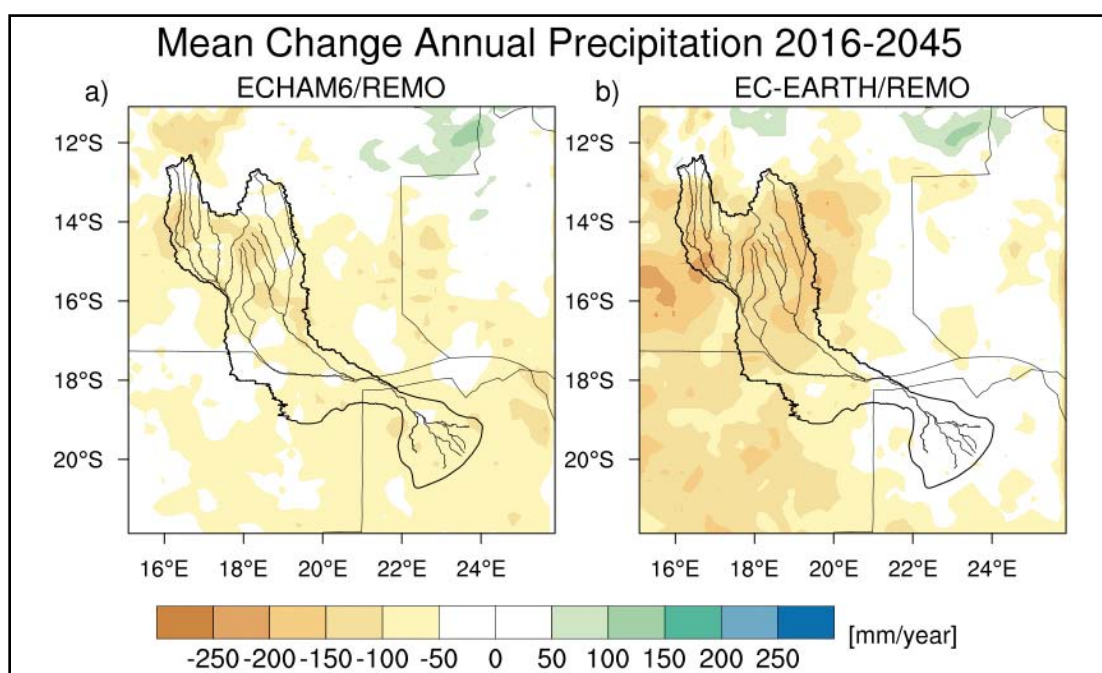 Mean Change Annual Precipitation 2016-2045
a) ECHAM6/REMO
b) EC-EARTH/REMO
12°S
14°S
16°S
18°S
20°S
12°S
14°S
16°S
18°S
20°S
16°E 18°E 20°E 22°E 24°E
16°E 18°E 20°E 22°E 24°E
-250 -200 -150 -100 -50 0 50 100 150 200 250 [mm/year]